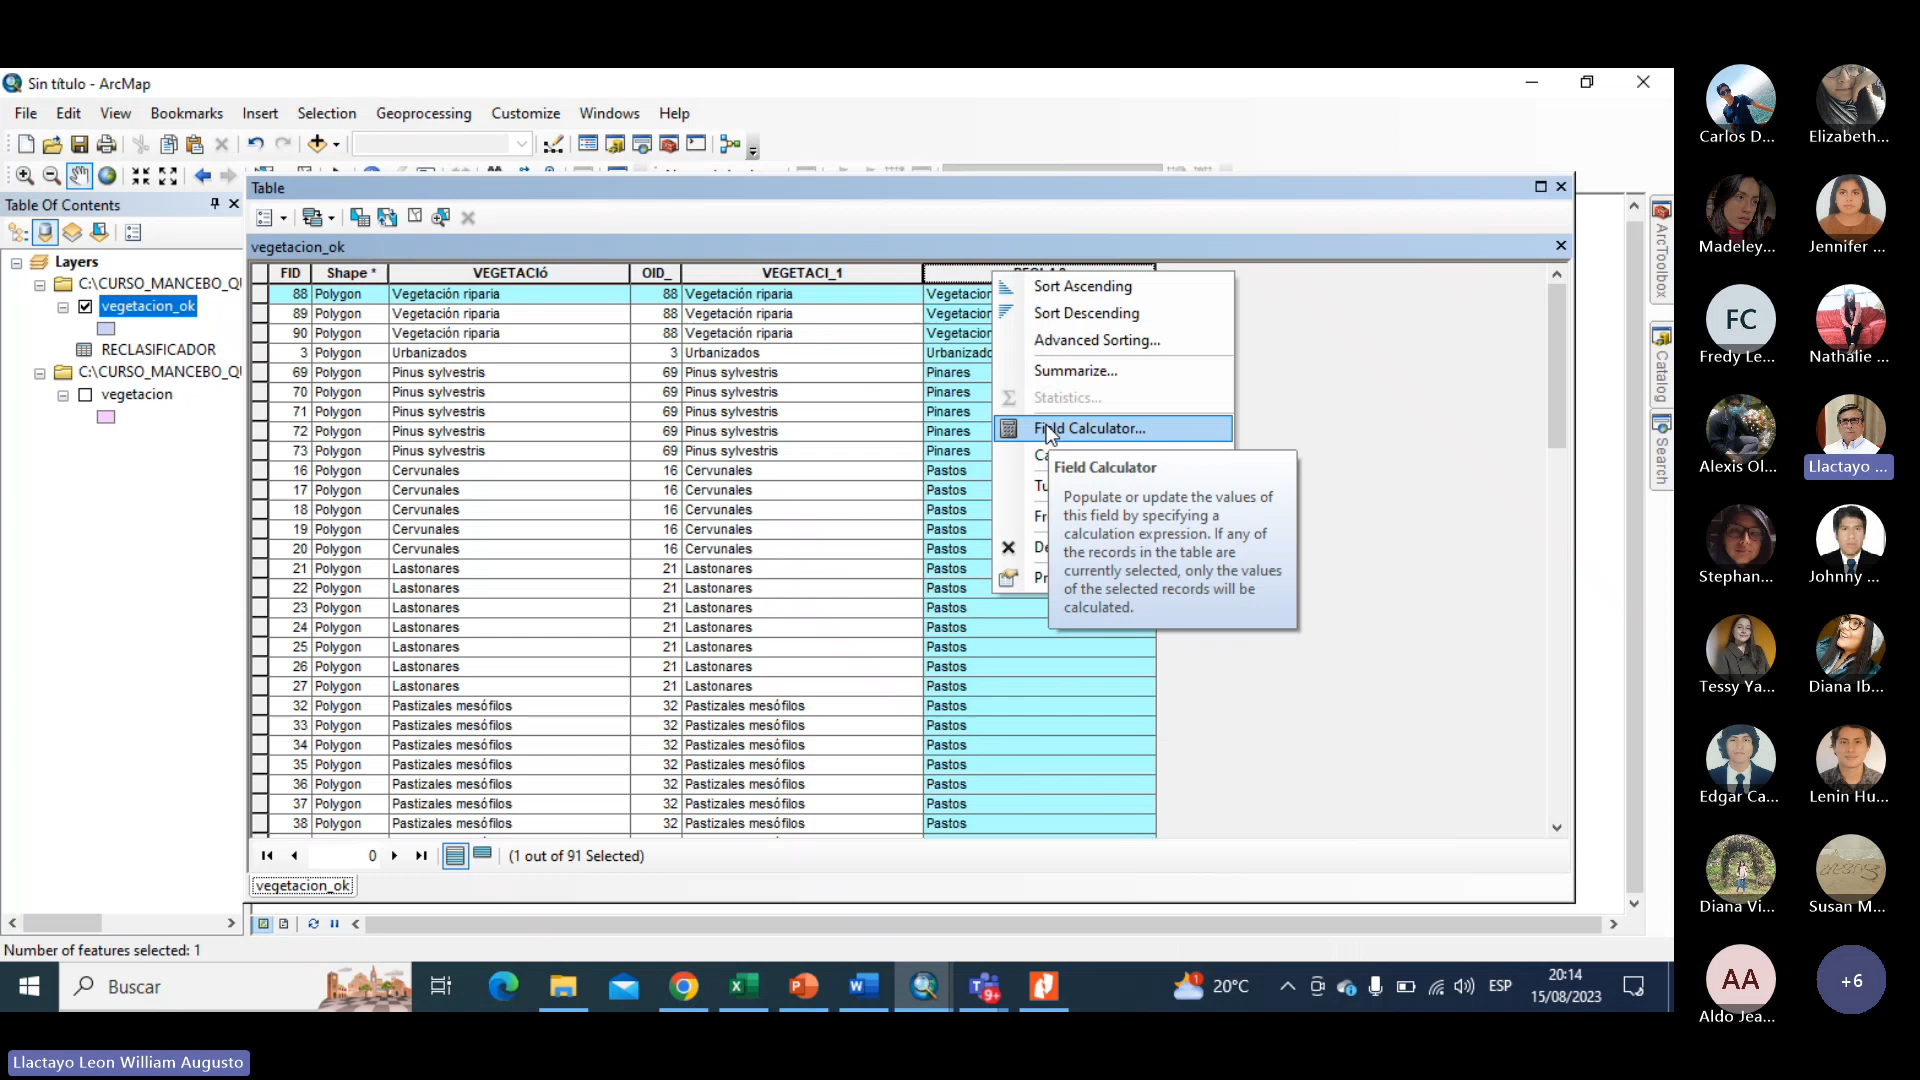 Sin título - ArcMap
File Edit View Bookmarks Insert Selection Geoprocessing Customize Windows Help
Table Of Contents
Layers
C:\CURSO_MANCEBO_QU
vegetacion_ok
RECLASIFICADOR
C:\CURSO_MANCEBO_QU
vegetacion
Table
vegetacion_ok
FID Shape * VEGETACIó OID_ VEGETACI_1
88 Polygon Vegetación riparia 88 Vegetación riparia Vegetacion
89 Polygon Vegetación riparia 88 Vegetación riparia Vegetacion
90 Polygon Vegetación riparia 88 Vegetación riparia Vegetacion
3 Polygon Urbanizados 3 Urbanizados Urbanizado
69 Polygon Pinus sylvestris 69 Pinus sylvestris Pinares
70 Polygon Pinus sylvestris 69 Pinus sylvestris Pinares
71 Polygon Pinus sylvestris 69 Pinus sylvestris Pinares
72 Polygon Pinus sylvestris 69 Pinus sylvestris Pinares
73 Polygon Pinus sylvestris 69 Pinus sylvestris Pinares
16 Polygon Cervunales 16 Cervunales Pastos
17 Polygon Cervunales 16 Cervunales Pastos
18 Polygon Cervunales 16 Cervunales Pastos
19 Polygon Cervunales 16 Cervunales Pastos
20 Polygon Cervunales 16 Cervunales Pastos
21 Polygon Lastonares 21 Lastonares Pastos
22 Polygon Lastonares 21 Lastonares Pastos
23 Polygon Lastonares 21 Lastonares Pastos
24 Polygon Lastonares 21 Lastonares Pastos
25 Polygon Lastonares 21 Lastonares Pastos
26 Polygon Lastonares 21 Lastonares Pastos
27 Polygon Lastonares 21 Lastonares Pastos
32 Polygon Pastizales mesófilos 32 Pastizales mesófilos Pastos
33 Polygon Pastizales mesófilos 32 Pastizales mesófilos Pastos
34 Polygon Pastizales mesófilos 32 Pastizales mesófilos Pastos
35 Polygon Pastizales mesófilos 32 Pastizales mesófilos Pastos
36 Polygon Pastizales mesófilos 32 Pastizales mesófilos Pastos
37 Polygon Pastizales mesófilos 32 Pastizales mesófilos Pastos
38 Polygon Pastizales mesófilos 32 Pastizales mesófilos Pastos
Sort Ascending
Sort Descending
Advanced Sorting...
Summarize...
Statistics...
Field Calculator...
Field Calculator
Populate or update the values of
this field by specifying a
calculation expression. If any of
the records in the table are
currently selected, only the values
of the selected records will be
calculated.
0 (1 out of 91 Selected)
vegetacion_ok
ArcToolbox
Catalog
Search
Number of features selected: 1
Buscar
9+
1
20°C
ESP
20:14
15/08/2023
Carlos D... Elizabeth...
Madeley... Jennifer ...
FC
Fredy Le... Nathalie ...
Alexis Ol... Llactayo ...
Stephan... Johnny ...
Tessy Ya... Diana Ib...
Edgar Ca... Lenin Hu...
Diana Vi... Susan M...
AA +6
Aldo Jea...
Llactayo Leon William Augusto